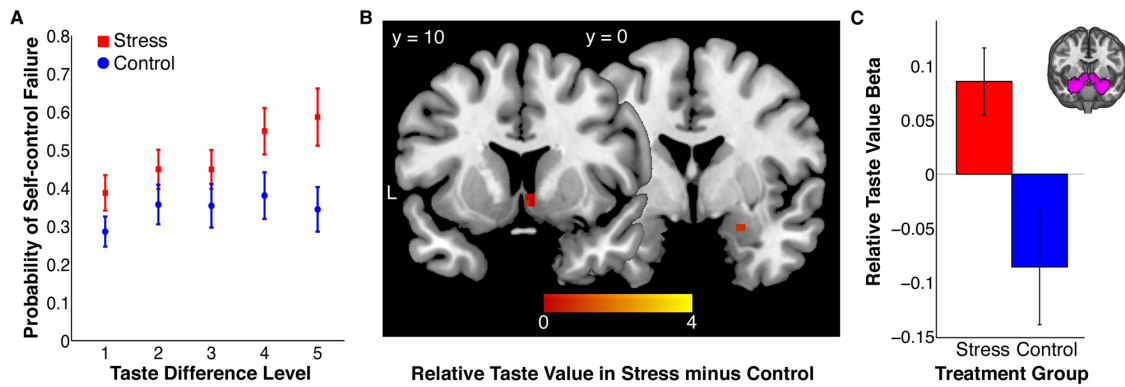 A
Probability of Self-control Failure
0.8
0.7
0.6
0.5
0.4
0.3
0.2
0.1
0
Stress
Control
1 2 3 4 5
Taste Difference Level
B
y = 10
y = 0
L
0 4
Relative Taste Value in Stress minus Control
C
Relative Taste Value Beta
0.1
0.05
0
−0.05
−0.1
−0.15
Stress Control
Treatment Group